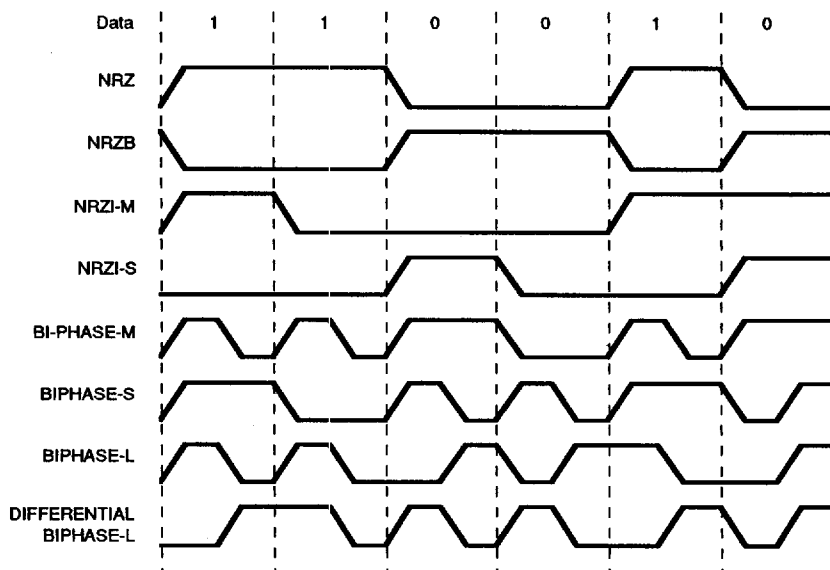 Data 1 1 0 0 1 0
NRZ
NRZB
NRZI-M
NRZI-S
BI-PHASE-M
BIPHASE-S
BIPHASE-L
DIFFERENTIAL
BIPHASE-L